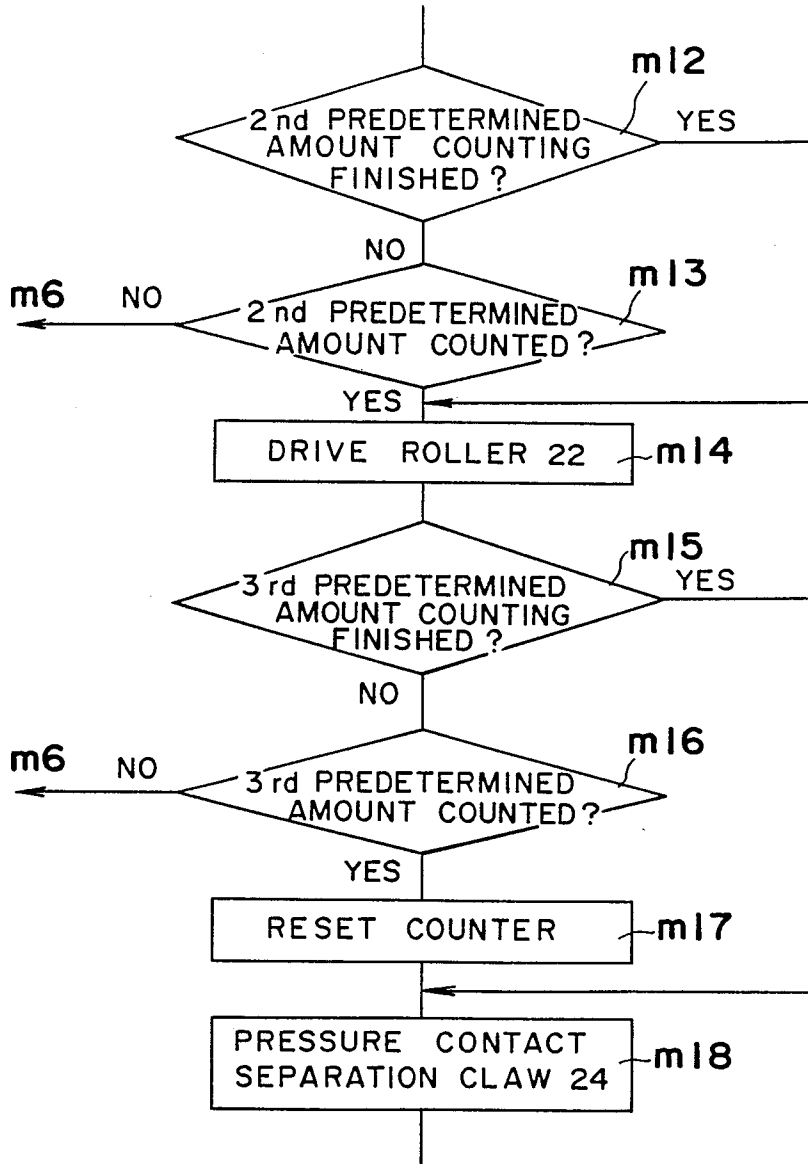 m12
2nd PREDETERMINED
AMOUNT COUNTING
FINISHED?
YES
NO
m13
m6
NO
2nd PREDETERMINED
AMOUNT COUNTED?
YES
DRIVE ROLLER 22
m14
m15
3rd PREDETERMINED
AMOUNT COUNTING
FINISHED?
YES
NO
m16
m6
NO
3rd PREDETERMINED
AMOUNT COUNTED?
YES
RESET COUNTER
m17
PRESSURE CONTACT
SEPARATION CLAW 24
m18